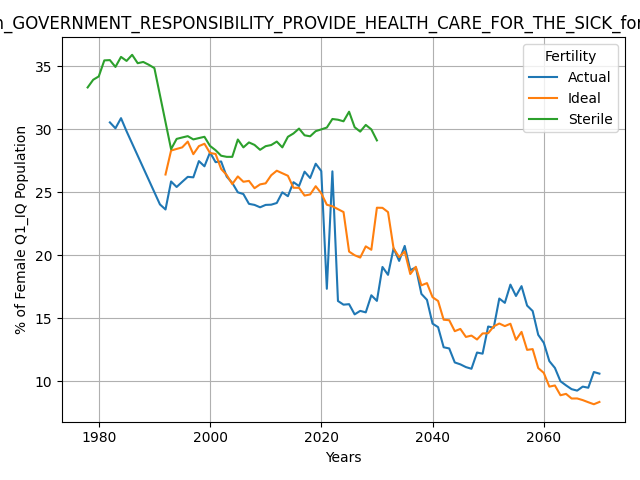 n_GOVERNMENT_RESPONSIBILITY_PROVIDE_HEALTH_CARE_FOR_THE_SICK_for
Fertility
Actual
Ideal
Sterile
% of Female Q1_IQ Population
35
30
25
20
15
10
1980
2000
2020
2040
2060
Years